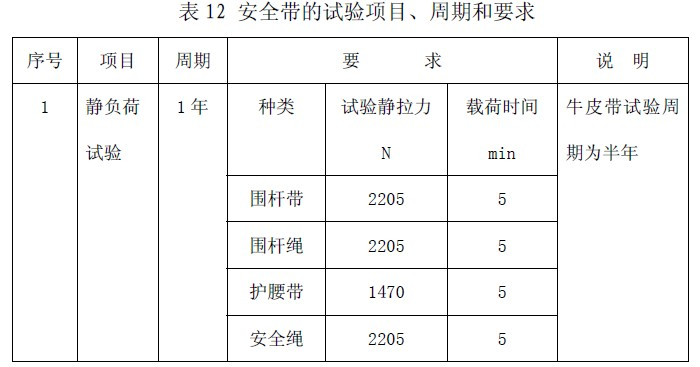 表 12 安全带的试验项目、周期和要求
序号 项目 周期 要 求 说 明
1 静负荷 1 年 种类 试验静拉力 载荷时间 牛皮带试验周
试验 N min 期为半年
围杆带 2205 5
围杆绳 2205 5
护腰带 1470 5
安全绳 2205 5